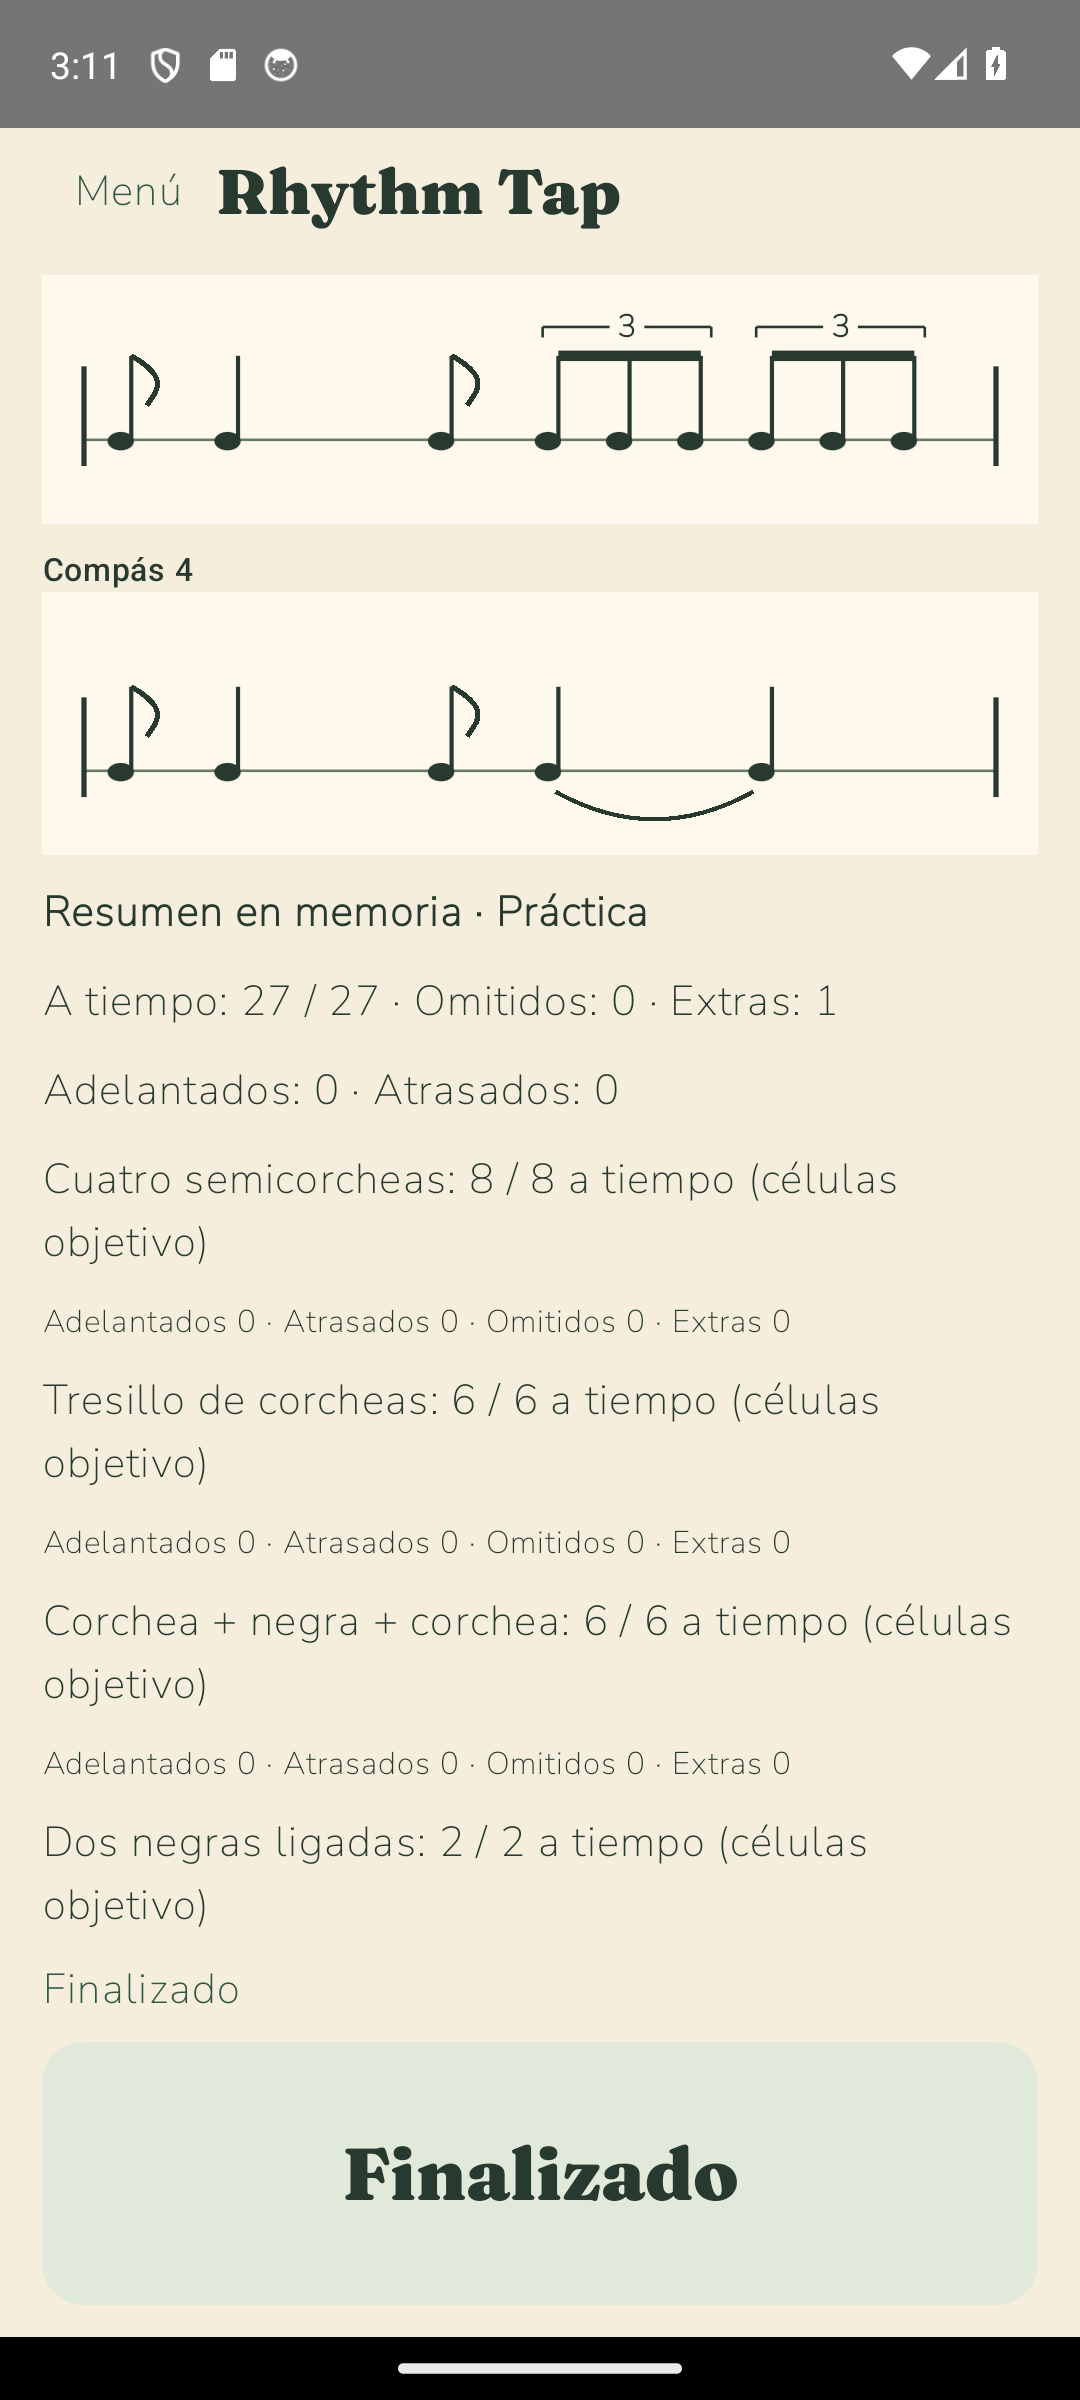 3:11
Menú Rhythm Tap
3 3
Compás 4
Resumen en memoria · Práctica
A tiempo: 27 / 27 · Omitidos: 0 · Extras: 1
Adelantados: 0 · Atrasados: 0
Cuatro semicorcheas: 8 / 8 a tiempo (células
objetivo)
Adelantados 0 · Atrasados 0 · Omitidos 0 · Extras 0
Tresillo de corcheas: 6 / 6 a tiempo (células
objetivo)
Adelantados 0 · Atrasados 0 · Omitidos 0 · Extras 0
Corchea + negra + corchea: 6 / 6 a tiempo (células
objetivo)
Adelantados 0 · Atrasados 0 · Omitidos 0 · Extras 0
Dos negras ligadas: 2 / 2 a tiempo (células
objetivo)
Finalizado
Finalizado